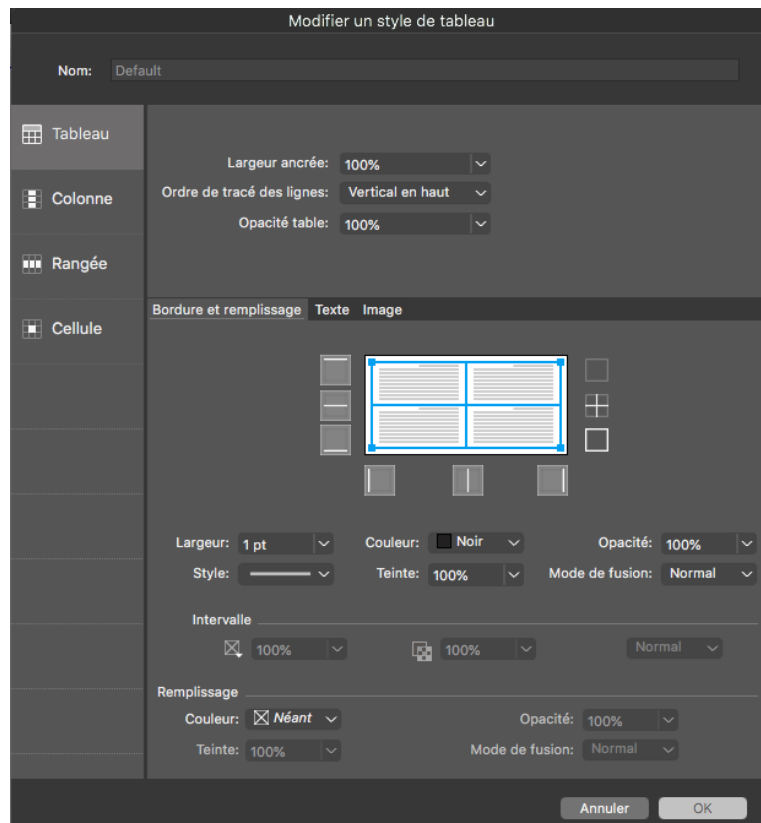 Modifier un style de tableau
Nom: Default
Tableau
Colonne
Rangée
Cellule
Largeur ancrée: 100%
Ordre de tracé des lignes: Vertical en haut
Opacité table: 100%
Bordure et remplissage Texte Image
Largeur: 1 pt Couleur: Noir Opacité: 100%
Style: Teinte: 100% Mode de fusion: Normal
Intervalle
100% 100% Normal
Remplissage
Couleur: Néant Opacité: 100%
Teinte: 100% Mode de fusion: Normal
Annuler OK